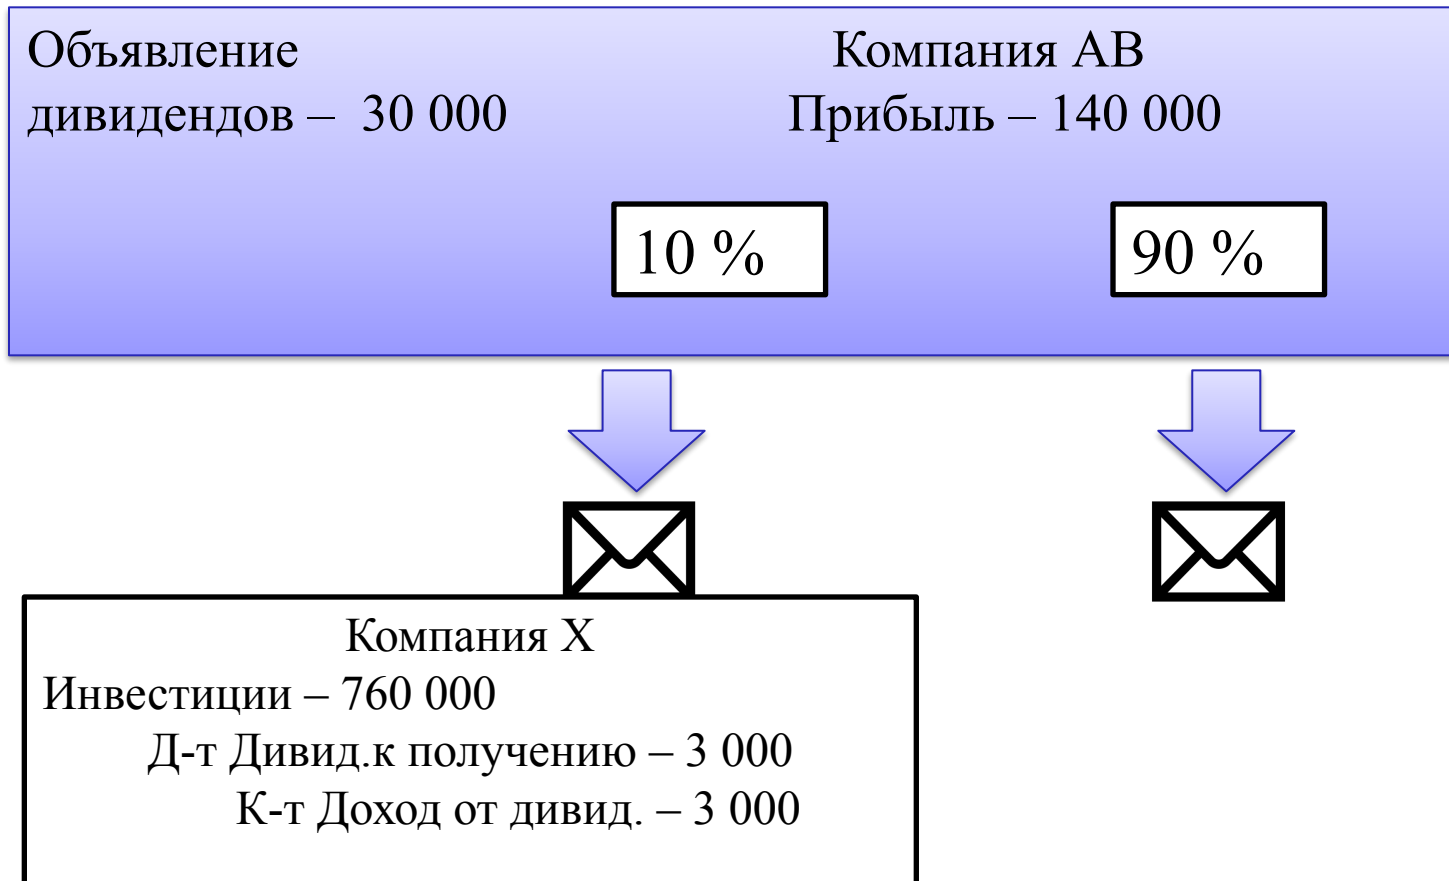 Объявление
дивидендов – 30 000
Компания АВ
Прибыль – 140 000
10 %
90 %
Компания Х
Инвестиции – 760 000
Д-т Дивид.к получению – 3 000
К-т Доход от дивид. – 3 000